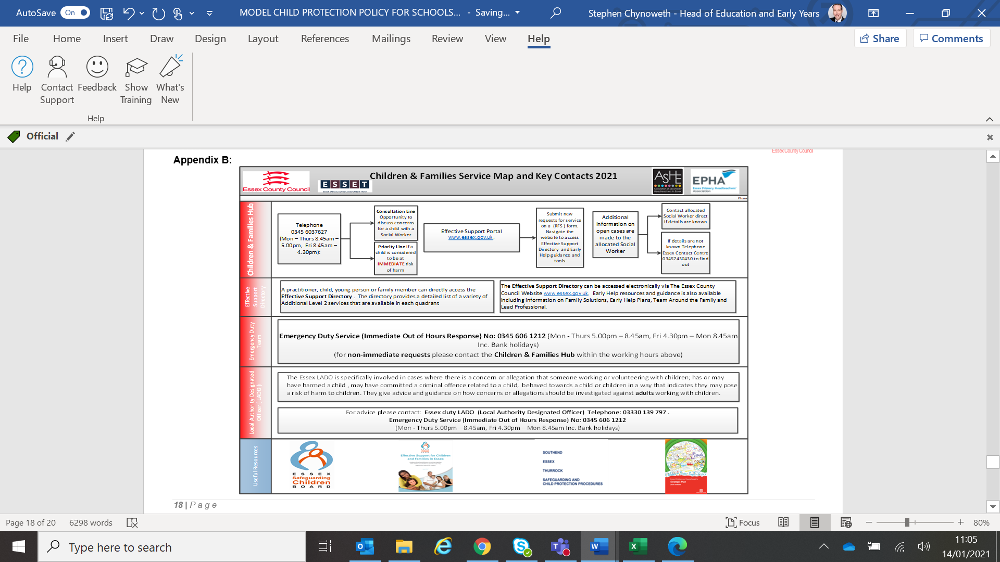 AutoSave On MODEL CHILD PROTECTION POLICY FOR SCHOOLS... - Saving... Stephen Chynoweth - Head of Education and Early Years
File Home Insert Draw Design Layout References Mailings Review View Help Share Comments
Help Contact Support Feedback Show Training What's New
Help
Official
Essex County Council
Appendix B:
Children & Families Service Map and Key Contacts 2021
Essex County Council
ESSET
ESSEX SPECIAL SCHOOLS EDUCATION TRUST
ASHE
Association of Secondary
Headteachers in Essex
EPHA
Essex Primary Headteachers'
Association
Phase
Children & Families Hub
Telephone
0345 6037627
(Mon – Thurs 8.45am –
5.00pm, Fri 8.45am –
4.30pm):
Consultation Line
Opportunity to
discuss concerns
for a child with a
Social Worker
Priority Line if a
child is considered
to be at
IMMEDIATE risk
of harm
Effective Support Portal
www.essex.gov.uk.
Submit new
requests for service
on a (RFS ) form.
Navigate the
website to access
Effective Support
Directory and Early
Help guidance and
tools
Additional
information on
open cases are
made to the
allocated Social
Worker
Contact allocated
Social Worker direct
if details are known
If details are not
known Telephone
Essex Contact Centre
03457430430 to find
out
Effective
Support
Directory
A practitioner, child, young person or family member can directly access the
Effective Support Directory . The directory provides a detailed list of a variety of
Additional Level 2 services that are available in each quadrant
The Effective Support Directory can be accessed electronically via The Essex County
Council Website www.essex.gov.uk. Early Help resources and guidance is also available
including information on Family Solutions, Early Help Plans, Team Around the Family and
Lead Professional.
Emergency Duty
Team
Emergency Duty Service (Immediate Out of Hours Response) No: 0345 606 1212 (Mon - Thurs 5.00pm – 8.45am, Fri 4.30pm – Mon 8.45am
Inc. Bank holidays)
(for non-immediate requests please contact the Children & Families Hub within the working hours above)
Local Authority Designated
Officer ( LADO )
The Essex LADO is specifically involved in cases where there is a concern or allegation that someone working or volunteering with children; has or may
have harmed a child , may have committed a criminal offence related to a child, behaved towards a child or children in a way that indicates they may pose
a risk of harm to children. They give advice and guidance on how concerns or allegations should be investigated against adults working with children.
For advice please contact: Essex duty LADO (Local Authority Designated Officer) Telephone: 03330 139 797 .
Emergency Duty Service (Immediate Out of Hours Response) No: 0345 606 1212
(Mon - Thurs 5.00pm – 8.45am, Fri 4.30pm – Mon 8.45am Inc. Bank holidays)
Useful Resources
ESSEX
Safeguarding
Children
BOARD
Effective Support for Children
and Families in Essex
SOUTHEND
ESSEX
THURROCK
SAFEGUARDING AND
CHILD PROTECTION PROCEDURES
Strategic Plan
18 | Page
Page 18 of 20 6298 words Focus 80%
Type here to search
11:05
14/01/2021